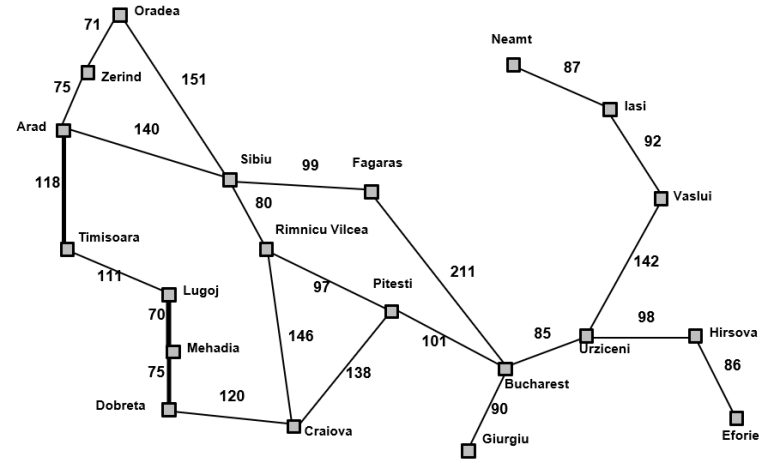 Oradea
71
Neamt
87
Zerind
151
75
Iasi
Arad
140
92
Sibiu
99
Fagaras
118
80
Vaslui
Rimnicu Vilcea
Timisoara
142
211
111
Lugoj
97
Pitesti
70
98
Hirsova
146
101
85
Urziceni
Mehadia
75
138
86
Bucharest
120
Dobreta
90
Craiova
Giurgiu
Eforie